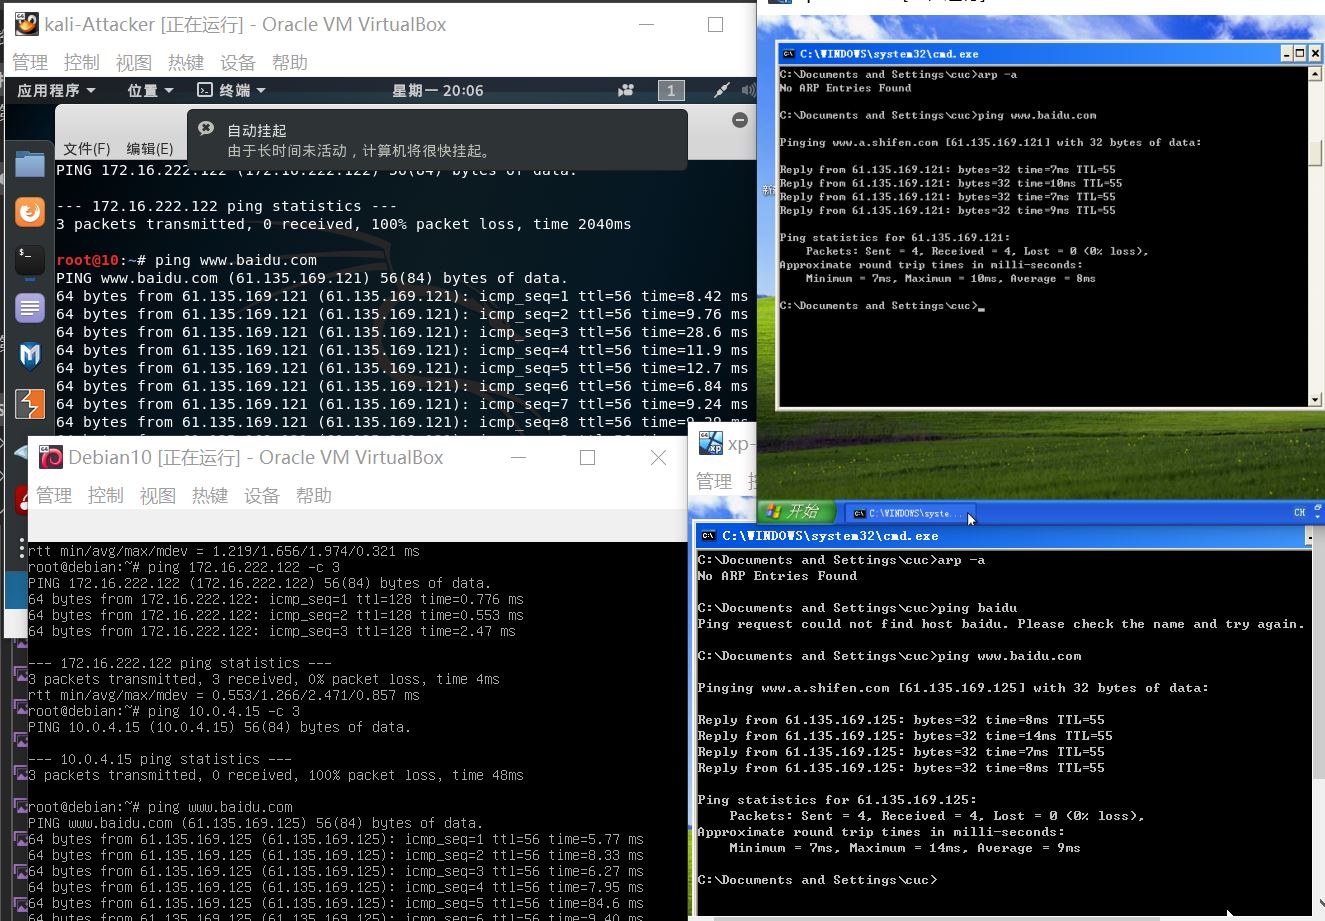 kali-Attacker [正在运行] - Oracle VM VirtualBox
管理 控制 视图 热键 设备 帮助
应用程序 位置 终端 星期一 20:06 1
自动挂起
由于长时间未活动，计算机将很快挂起。
文件(F) 编辑(E)
PING 172.16.222.122 (172.16.222.122) 56(84) bytes of data.
--- 172.16.222.122 ping statistics ---
3 packets transmitted, 0 received, 100% packet loss, time 2040ms
root@10:~# ping www.baidu.com
PING www.baidu.com (61.135.169.121) 56(84) bytes of data.
64 bytes from 61.135.169.121 (61.135.169.121): icmp_seq=1 ttl=56 time=8.42 ms
64 bytes from 61.135.169.121 (61.135.169.121): icmp_seq=2 ttl=56 time=9.76 ms
64 bytes from 61.135.169.121 (61.135.169.121): icmp_seq=3 ttl=56 time=28.6 ms
64 bytes from 61.135.169.121 (61.135.169.121): icmp_seq=4 ttl=56 time=11.9 ms
64 bytes from 61.135.169.121 (61.135.169.121): icmp_seq=5 ttl=56 time=12.7 ms
64 bytes from 61.135.169.121 (61.135.169.121): icmp_seq=6 ttl=56 time=6.84 ms
64 bytes from 61.135.169.121 (61.135.169.121): icmp_seq=7 ttl=56 time=9.24 ms
64 bytes from 61.135.169.121 (61.135.169.121): icmp_seq=8 ttl=56
C:\WINDOWS\system32\cmd.exe
C:\Documents and Settings\cuc>arp -a
No ARP Entries Found
C:\Documents and Settings\cuc>ping www.baidu.com
Pinging www.a.shifen.com [61.135.169.121] with 32 bytes of data:
Reply from 61.135.169.121: bytes=32 time=7ms TTL=55
Reply from 61.135.169.121: bytes=32 time=10ms TTL=55
Reply from 61.135.169.121: bytes=32 time=7ms TTL=55
Reply from 61.135.169.121: bytes=32 time=9ms TTL=55
Ping statistics for 61.135.169.121:
Packets: Sent = 4, Received = 4, Lost = 0 (0% loss),
Approximate round trip times in milli-seconds:
Minimum = 7ms, Maximum = 10ms, Average = 8ms
C:\Documents and Settings\cuc>
开始 C:\WINDOWS\syste... CH
Debian10 [正在运行] - Oracle VM VirtualBox
管理 控制 视图 热键 设备 帮助
rtt min/avg/max/mdev = 1.219/1.656/1.974/0.321 ms
root@debian:~# ping 172.16.222.122 -c 3
PING 172.16.222.122 (172.16.222.122) 56(84) bytes of data.
64 bytes from 172.16.222.122: icmp_seq=1 ttl=128 time=0.776 ms
64 bytes from 172.16.222.122: icmp_seq=2 ttl=128 time=0.553 ms
64 bytes from 172.16.222.122: icmp_seq=3 ttl=128 time=2.47 ms
--- 172.16.222.122 ping statistics ---
3 packets transmitted, 3 received, 0% packet loss, time 4ms
rtt min/avg/max/mdev = 0.553/1.266/2.471/0.857 ms
root@debian:~# ping 10.0.4.15 -c 3
PING 10.0.4.15 (10.0.4.15) 56(84) bytes of data.
--- 10.0.4.15 ping statistics ---
3 packets transmitted, 0 received, 100% packet loss, time 48ms
root@debian:~# ping www.baidu.com
PING www.baidu.com (61.135.169.125) 56(84) bytes of data.
64 bytes from 61.135.169.125 (61.135.169.125): icmp_seq=1 ttl=56 time=5.77 ms
64 bytes from 61.135.169.125 (61.135.169.125): icmp_seq=2 ttl=56 time=8.33 ms
64 bytes from 61.135.169.125 (61.135.169.125): icmp_seq=3 ttl=56 time=6.27 ms
64 bytes from 61.135.169.125 (61.135.169.125): icmp_seq=4 ttl=56 time=7.95 ms
64 bytes from 61.135.169.125 (61.135.169.125): icmp_seq=5 ttl=56 time=84.6 ms
64 bytes from 61.135.169.125 (61.135.169.125): icmp_seq=6 ttl=56 time=9.40 ms
xp-
管理
C:\WINDOWS\system32\cmd.exe
C:\Documents and Settings\cuc>arp -a
No ARP Entries Found
C:\Documents and Settings\cuc>ping baidu
Ping request could not find host baidu. Please check the name and try again.
C:\Documents and Settings\cuc>ping www.baidu.com
Pinging www.a.shifen.com [61.135.169.125] with 32 bytes of data:
Reply from 61.135.169.125: bytes=32 time=8ms TTL=55
Reply from 61.135.169.125: bytes=32 time=14ms TTL=55
Reply from 61.135.169.125: bytes=32 time=7ms TTL=55
Reply from 61.135.169.125: bytes=32 time=8ms TTL=55
Ping statistics for 61.135.169.125:
Packets: Sent = 4, Received = 4, Lost = 0 (0% loss),
Approximate round trip times in milli-seconds:
Minimum = 7ms, Maximum = 14ms, Average = 9ms
C:\Documents and Settings\cuc>